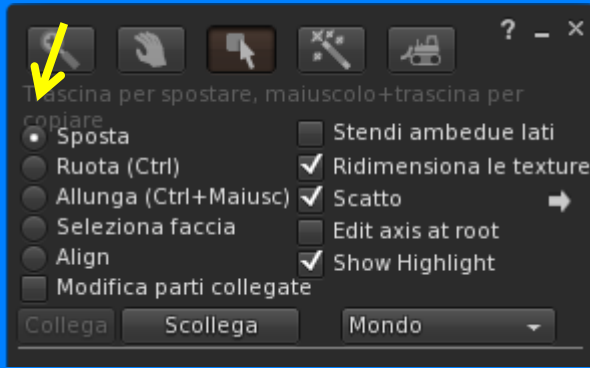 ?
Trascina per spostare, maiuscolo+trascina per
copiare
Sposta
Stendi ambedue lati
Ruota (Ctrl)
Ridimensiona le texture
Allunga (Ctrl+Maiusc)
Scatto
Seleziona faccia
Edit axis at root
Align
Show Highlight
Modifica parti collegate
Collega
Scollega
Mondo